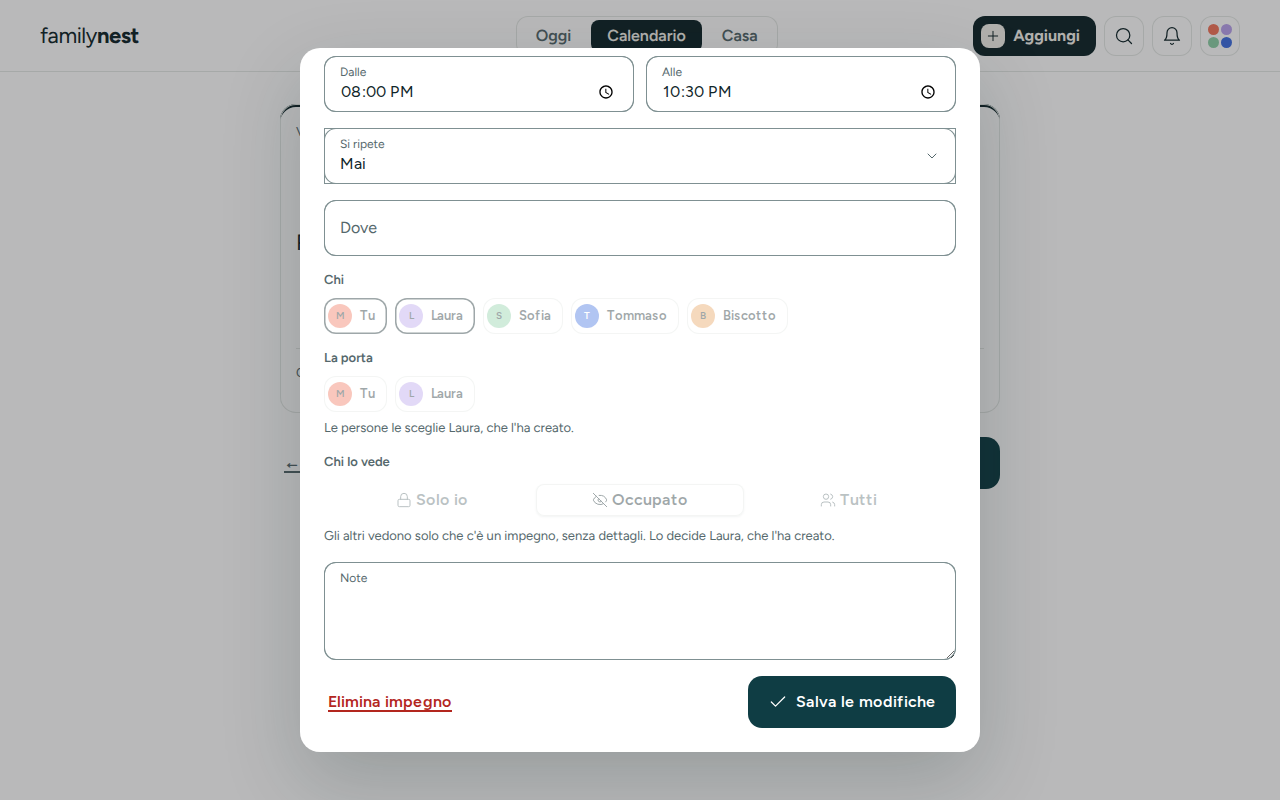 familynest
Oggi
Calendario
Casa
Aggiungi
Dalle
08:00 PM
Alle
10:30 PM
Si ripete
Mai
Dove
Chi
M Tu
L Laura
S Sofia
T Tommaso
B Biscotto
La porta
M Tu
L Laura
Le persone le sceglie Laura, che l'ha creato.
Chi lo vede
Solo io
Occupato
Tutti
Gli altri vedono solo che c'è un impegno, senza dettagli. Lo decide Laura, che l'ha creato.
Note
Elimina impegno
Salva le modifiche